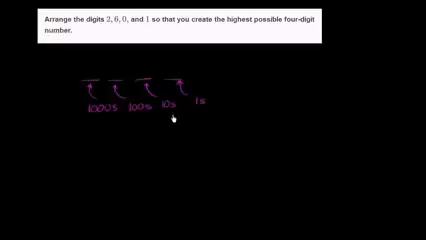 Arrange the digits 2, 6, 0, and 1 so that you create the highest possible four-digit
number.
1000s 100s 10s 1s